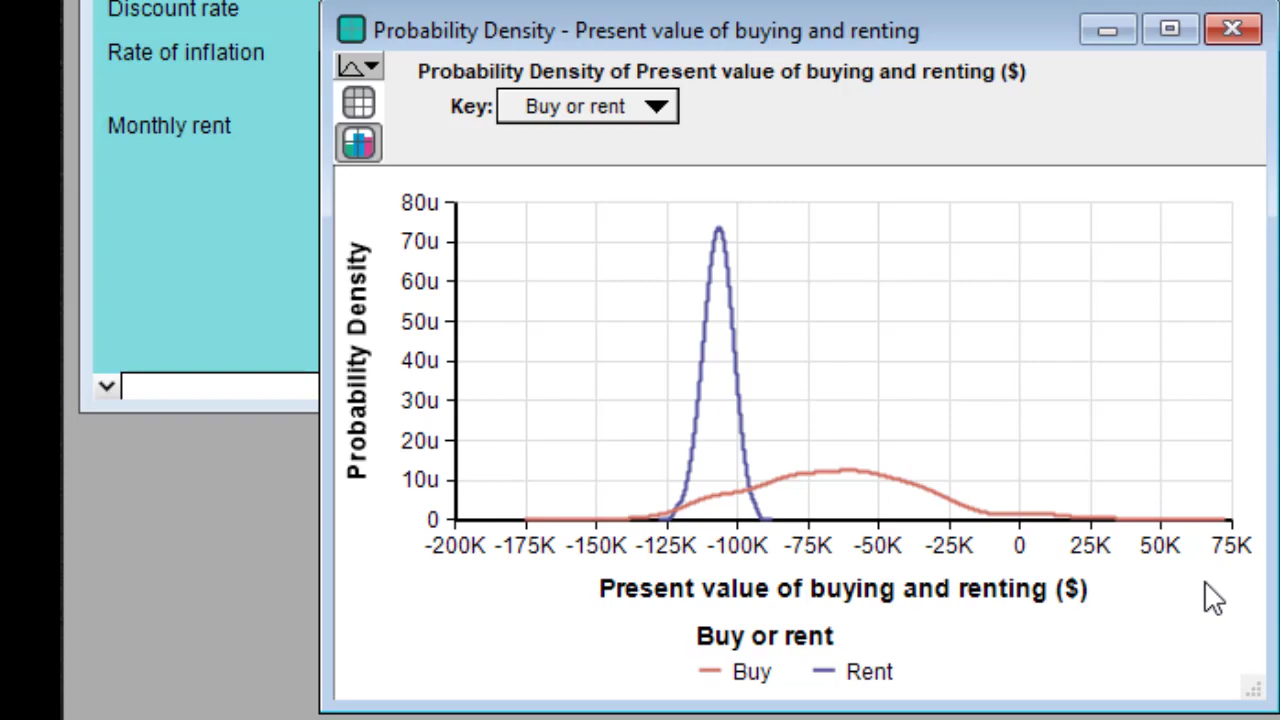 Discount rate
Rate of inflation
Monthly rent
Probability Density - Present value of buying and renting
Probability Density of Present value of buying and renting ($)
Key: Buy or rent
80u
70u
60u
50u
40u
30u
20u
10u
0
Probability Density
-200K -175K -150K -125K -100K -75K -50K -25K 0 25K 50K 75K
Present value of buying and renting ($)
Buy or rent
Buy Rent